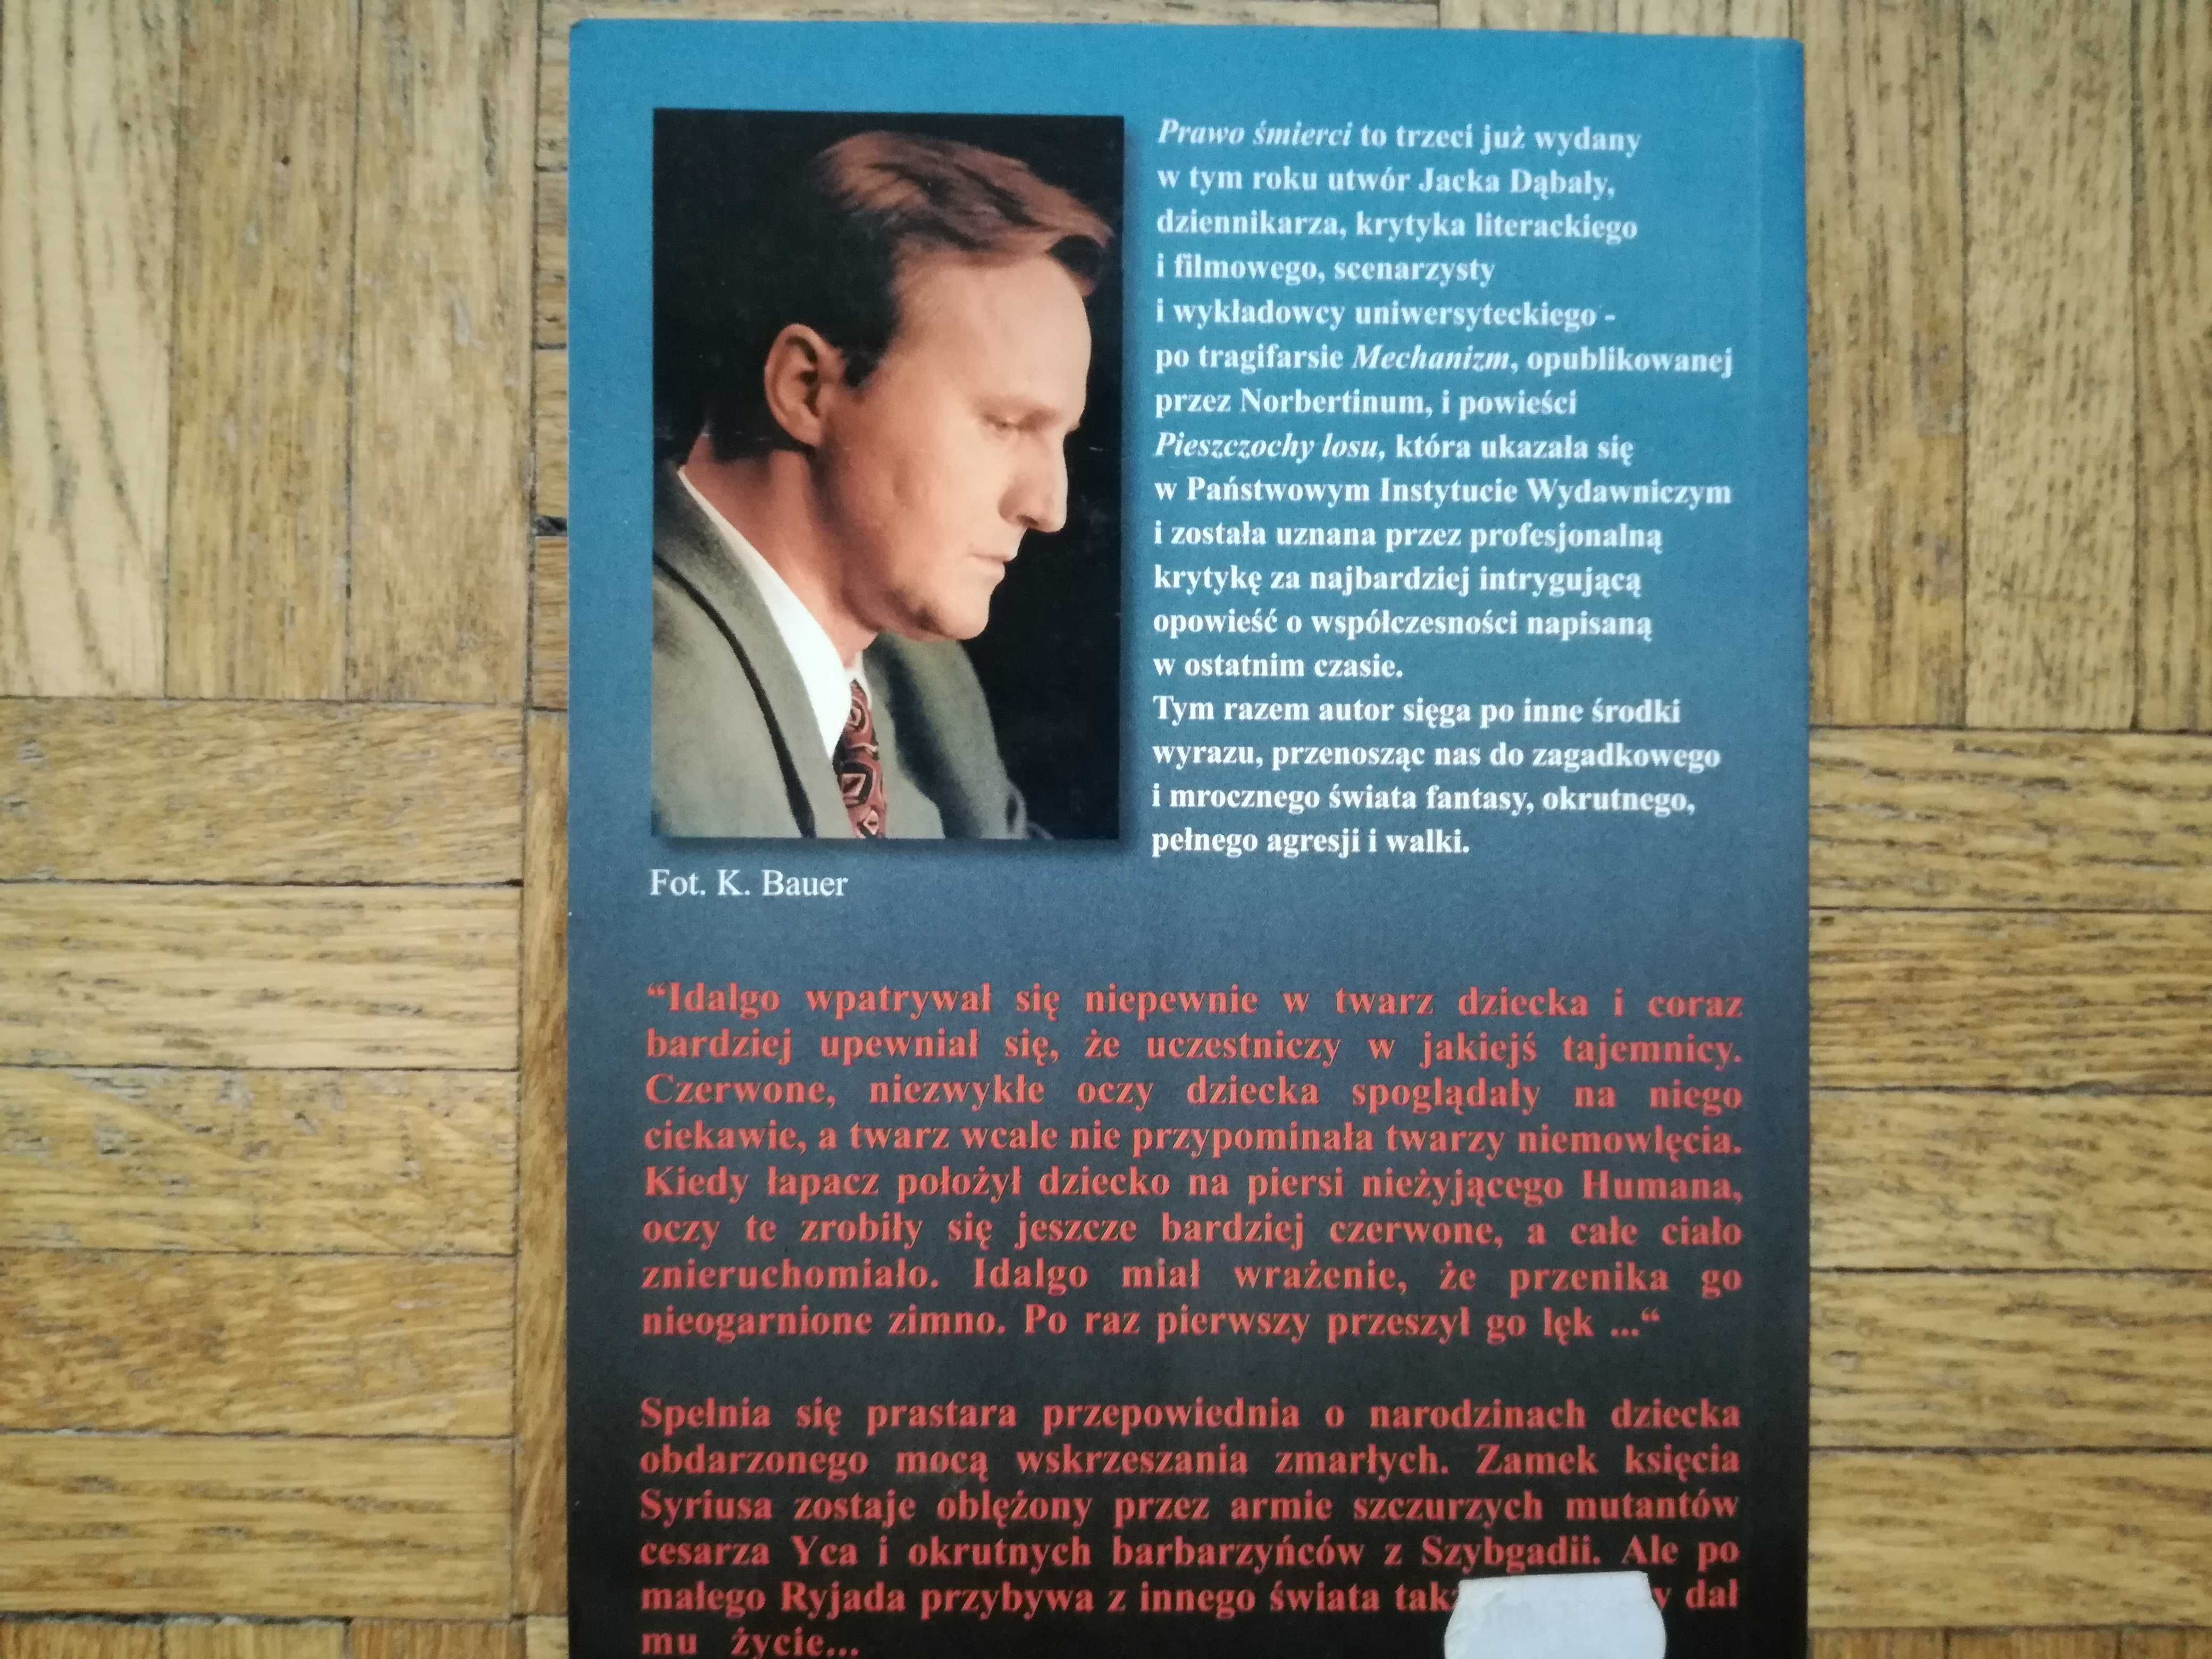 Prawo śmierci to trzeci już wydany
w tym roku utwór Jacka Dąbały,
dziennikarza, krytyka literackiego
i filmowego, scenarzysty
i wykładowcy uniwersyteckiego -
po tragifarsie Mechanizm, opublikowanej
przez Norbertinum, i powieści
Pieszczochy losu, która ukazała się
w Państwowym Instytucie Wydawniczym
i została uznana przez profesjonalną
krytykę za najbardziej intrygującą
opowieść o współczesności napisaną
w ostatnim czasie.
Tym razem autor sięga po inne środki
wyrazu, przenosząc nas do zagadkowego
i mrocznego świata fantasy, okrutnego,
pełnego agresji i walki.
Fot. K. Bauer
“Idalgo wpatrywał się niepewnie w twarz dziecka i coraz
bardziej upewniał się, że uczestniczy w jakiejś tajemnicy.
Czerwone, niezwykłe oczy dziecka spoglądały na niego
ciekawie, a twarz wcale nie przypominała twarzy niemowlęcia.
Kiedy łapacz położył dziecko na piersi nieżyjącego Humana,
oczy te zrobiły się jeszcze bardziej czerwone, a całe ciało
znieruchomiało. Idalgo miał wrażenie, że przenika go
nieogarnione zimno. Po raz pierwszy przeszył go lęk ...“
Spełnia się prastara przepowiednia o narodzinach dziecka
obdarzonego mocą wskrzeszania zmarłych. Zamek księcia
Syriusa zostaje oblężony przez armie szczurzych mutantów
cesarza Yca i okrutnych barbarzyńców z Szybgadii. Ale po
małego Ryjada przybywa z innego świata dał
mu życie...